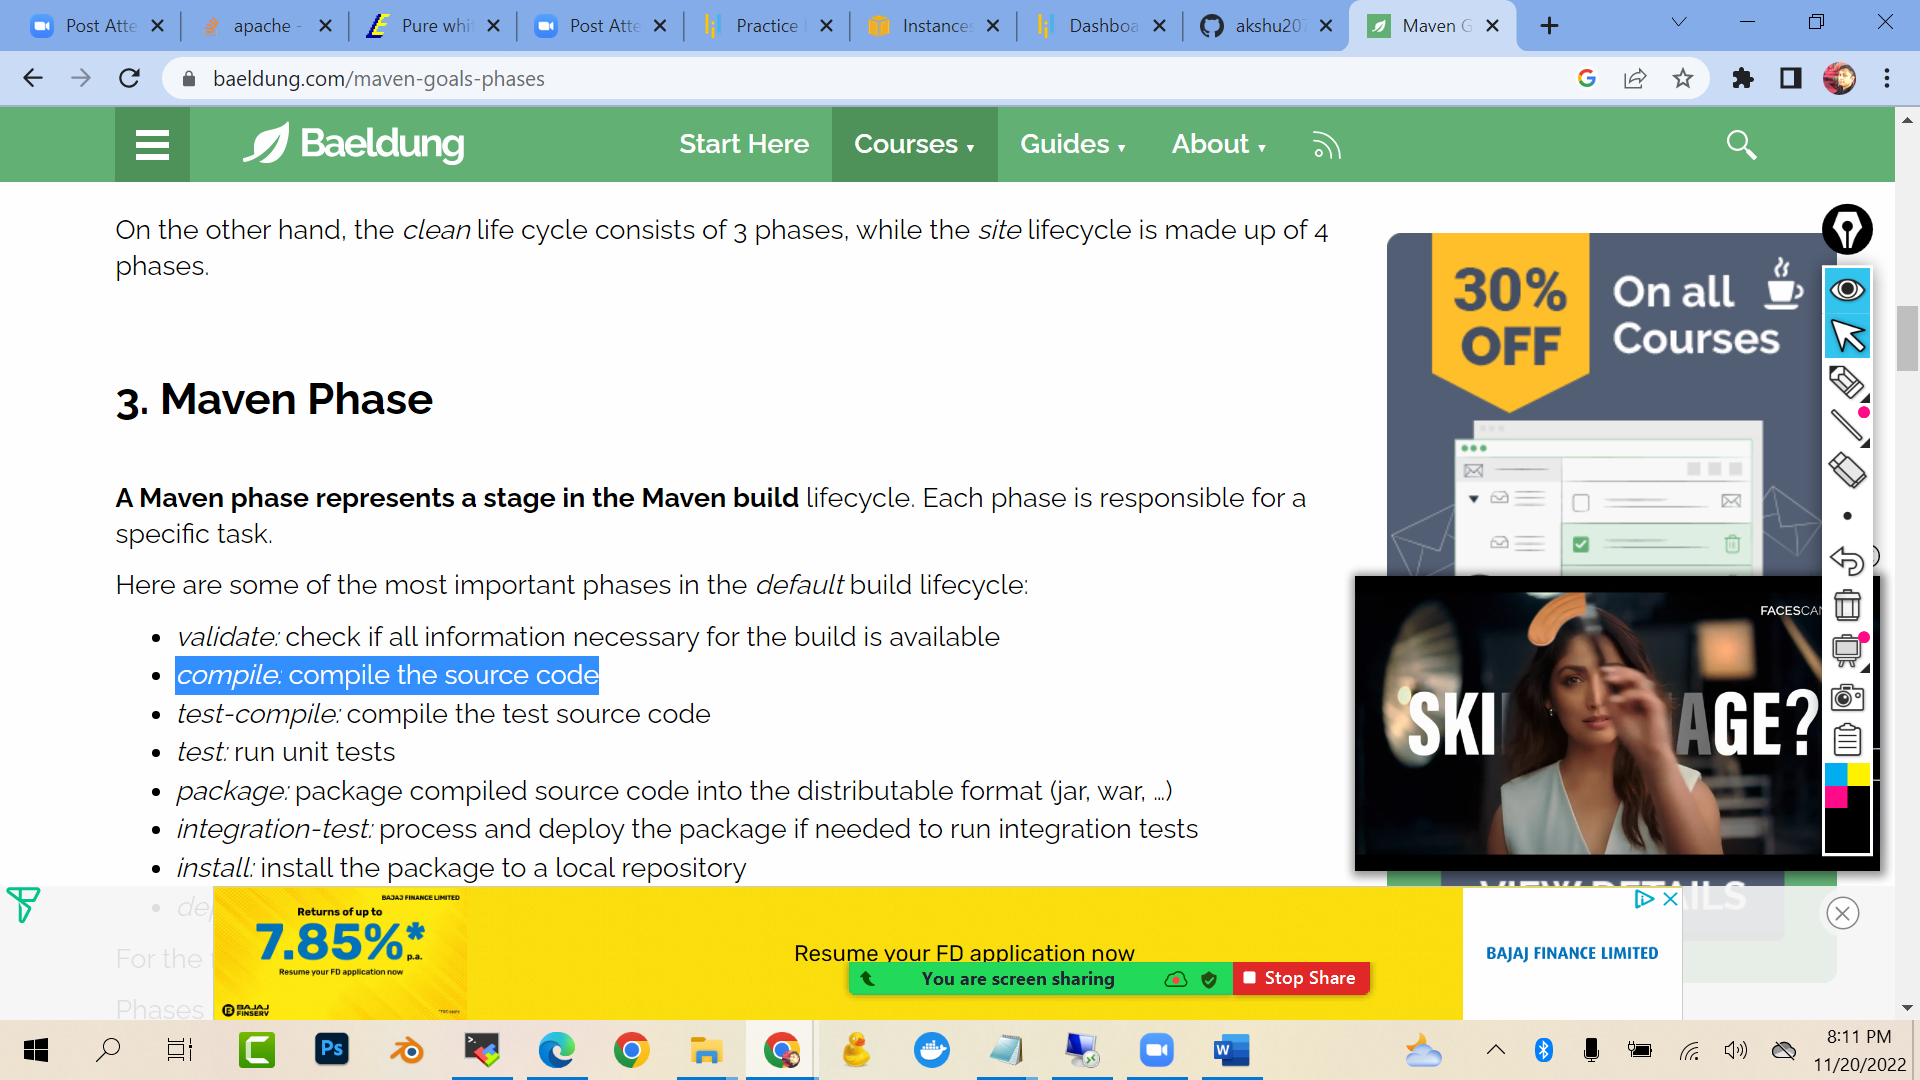 Post Atte
apache -
Pure whi
Post Atte
Practice
Instances
Dashboa
akshu207
Maven G
baeldung.com/maven-goals-phases
Baeldung
Start Here
Courses
Guides
About
On the other hand, the clean life cycle consists of 3 phases, while the site lifecycle is made up of 4
phases.
3. Maven Phase
A Maven phase represents a stage in the Maven build lifecycle. Each phase is responsible for a
specific task.
Here are some of the most important phases in the default build lifecycle:
• validate: check if all information necessary for the build is available
• compile: compile the source code
• test-compile: compile the test source code
• test: run unit tests
• package: package compiled source code into the distributable format (jar, war, …)
• integration-test: process and deploy the package if needed to run integration tests
• install: install the package to a local repository
• dep
For the
Phases
30%
OFF
On all
Courses
FACESCAN
SKI AGE?
VIEW DETAILS
BAJAJ FINANCE LIMITED
Returns of up to
7.85%*
p.a.
Resume your FD application now
BAJAJ
FINSERV
Resume your FD application now
BAJAJ FINANCE LIMITED
You are screen sharing
Stop Share
Ps
W
8:11 PM
11/20/2022